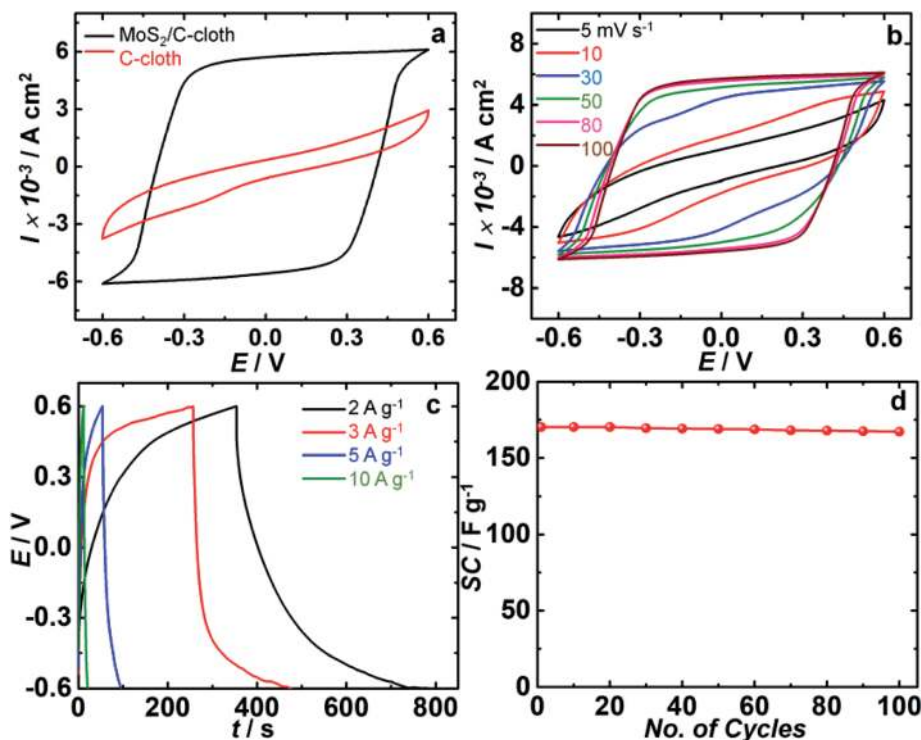 a
MoS₂/C-cloth
C-cloth
6
3
0
-3
-6
I × 10⁻³ / A cm²
-0.6 -0.3 0.0 0.3 0.6
E / V
b
5 mV s⁻¹
10
30
50
80
100
8
4
0
-4
-8
I × 10⁻³ / A cm²
-0.6 -0.3 0.0 0.3 0.6
E / V
c
2 A g⁻¹
3 A g⁻¹
5 A g⁻¹
10 A g⁻¹
0.6
0.3
0.0
-0.3
-0.6
E / V
0 200 400 600 800
t / s
d
200
150
100
50
0
SC / F g⁻¹
0 20 40 60 80 100
No. of Cycles